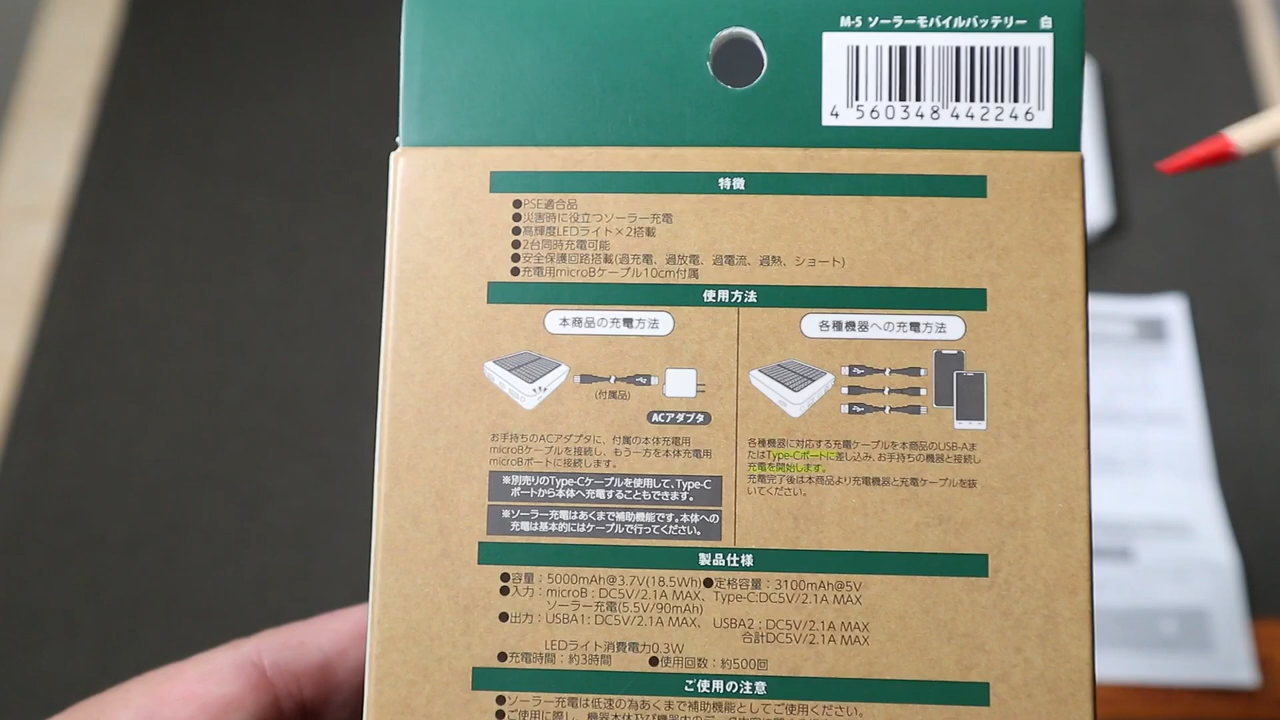 M-5 ソーラーモバイルバッテリー 白
4 560348 442246
特徴
●PSE適合品
●災害時に役立つソーラー充電
●高輝度LEDライト×2搭載
●2台同時充電可能
●安全保護回路搭載(過充電、過放電、過電流、過熱、ショート)
●充電用microBケーブル10cm付属
使用方法
本商品の充電方法
(付属品)
ACアダプタ
お手持ちのACアダプタに、付属の本体充電用
microBケーブルを接続し、もう一方を本体充電用
microBポートに接続します。
※別売りのType-Cケーブルを使用して、Type-C
ポートから本体へ充電することもできます。
※ソーラー充電はあくまで補助機能です。本体への
充電は基本的にはケーブルで行ってください。
各種機器への充電方法
各種機器に対応する充電ケーブルを本商品のUSB-Aま
たはType-Cポートに差し込み、お手持ちの機器と接続し
充電を開始します。
充電完了後は本商品より充電機器と充電ケーブルを抜
いてください。
製品仕様
●容量：5000mAh@3.7V(18.5Wh)●定格容量：3100mAh@5V
●入力：microB：DC5V/2.1A MAX、Type-C:DC5V/2.1A MAX
ソーラー充電(5.5V/90mAh)
●出力：USBA1: DC5V/2.1A MAX、 USBA2：DC5V/2.1A MAX
合計DC5V/2.1A MAX
LEDライト消費電力0.3W
●充電時間：約3時間 ●使用回数：約500回
ご使用の注意
●ソーラー充電は低速の為あくまで補助機能としてご使用ください。
●ご使用に際し、機器本体及び機器内の